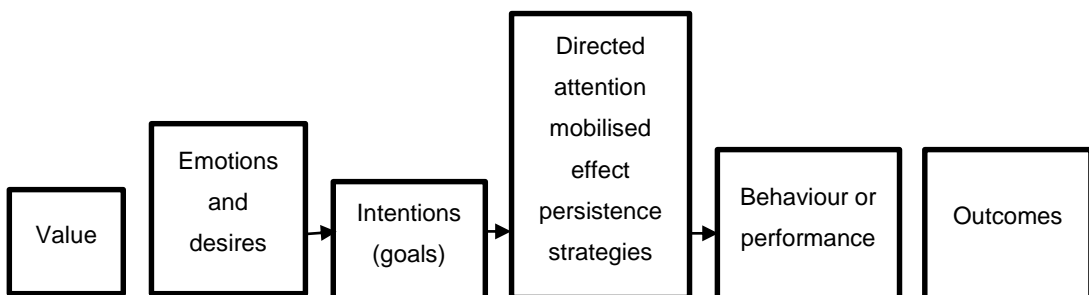 Value
Emotions
and
desires
Intentions
(goals)
Directed
attention
mobilised
effect
persistence
strategies
Behaviour or
performance
Outcomes